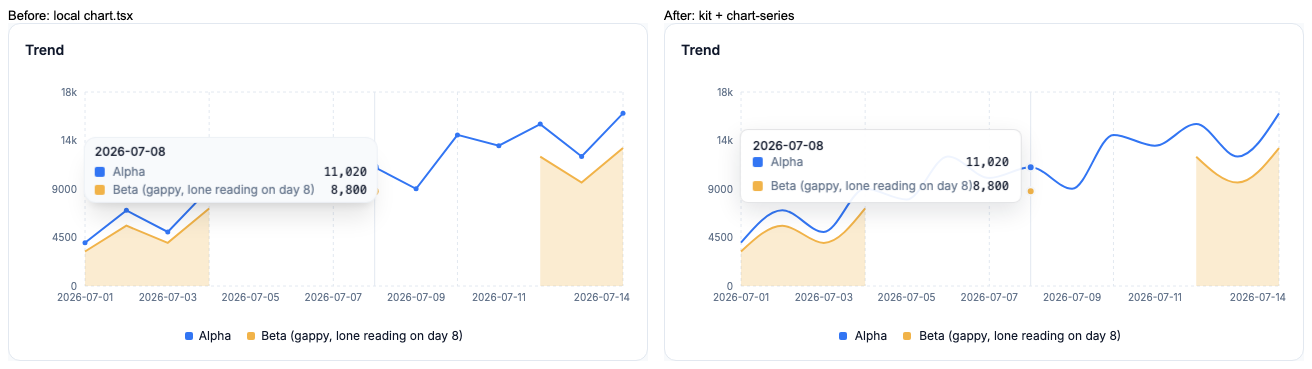 Before: local chart.tsx
Trend
18k
14k
9000
4500
0
2026-07-08
Alpha 11,020
Beta (gappy, lone reading on day 8) 8,800
2026-07-01 2026-07-03 2026-07-05 2026-07-07 2026-07-09 2026-07-11 2026-07-14
Alpha Beta (gappy, lone reading on day 8)
After: kit + chart-series
Trend
18k
14k
9000
4500
0
2026-07-08
Alpha 11,020
Beta (gappy, lone reading on day 8)8,800
2026-07-01 2026-07-03 2026-07-05 2026-07-07 2026-07-09 2026-07-11 2026-07-14
Alpha Beta (gappy, lone reading on day 8)